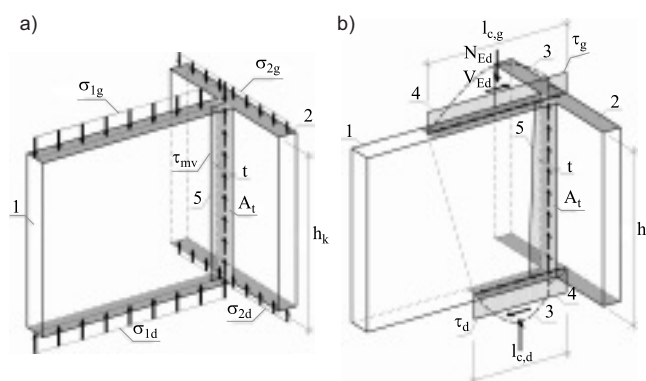 a)
σ1g
σ2g
2
1
τmv
t
5
At
hk
σ1d
σ2d
b)
lc,g
NEd
3
τg
VEd
4
2
1
5
t
At
h
4
τd
3
lc,d